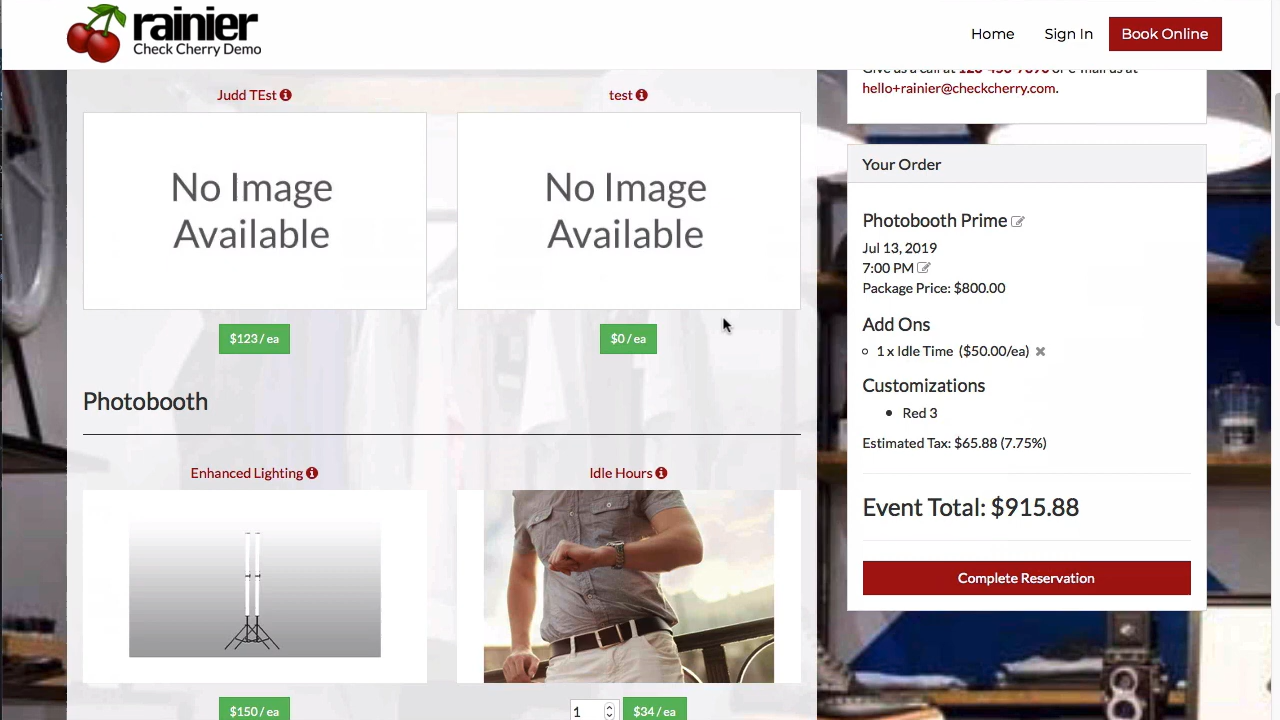 rainier
Check Cherry Demo
Home
Sign In
Book Online
Judd TEst
test
No Image
Available
No Image
Available
$123 / ea
$0 / ea
Photobooth
Enhanced Lighting
Idle Hours
$150 / ea
1
$34 / ea
hello+rainier@checkcherry.com.
Your Order
Photobooth Prime
Jul 13, 2019
7:00 PM
Package Price: $800.00
Add Ons
1 x Idle Time ($50.00/ea)
Customizations
Red 3
Estimated Tax: $65.88 (7.75%)
Event Total: $915.88
Complete Reservation